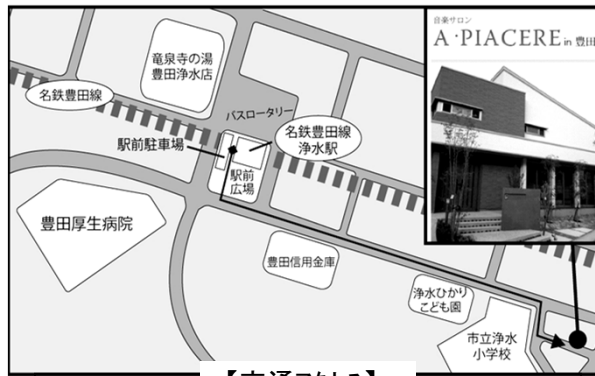 音楽サロン
A・PIACERE in 豊田
竜泉寺の湯
豊田浄水店
名鉄豊田線
バスロータリー
駅前駐車場
名鉄豊田線
浄水駅
駅前
広場
豊田厚生病院
豊田信用金庫
浄水ひかり
こども園
市立浄水
小学校